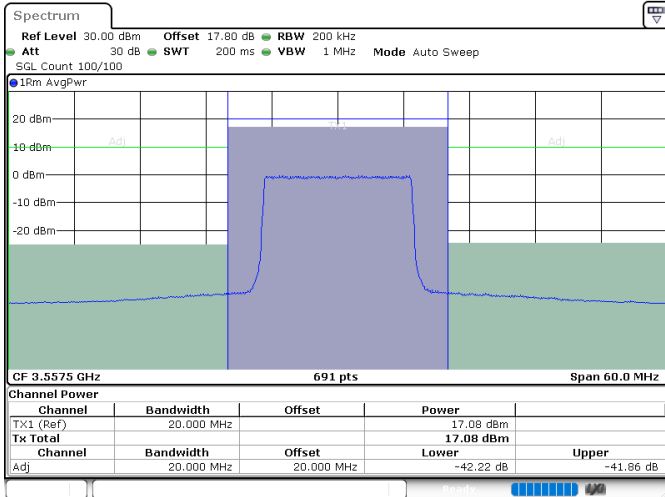 Spectrum
Ref Level 30.00 dBm Offset 17.80 dB RBW 200 kHz
Att 30 dB SWT 200 ms VBW 1 MHz Mode Auto Sweep
SGL Count 100/100
1Rm AvgPwr
20 dBm
TX1
Adj Adj
10 dBm
0 dBm
-10 dBm
-20 dBm
CF 3.5575 GHz 691 pts Span 60.0 MHz
Channel Power
Channel Bandwidth Offset Power
TX1 (Ref) 20.000 MHz 17.08 dBm
Tx Total 17.08 dBm
Channel Bandwidth Offset Lower Upper
Adj 20.000 MHz 20.000 MHz -42.22 dB -41.86 dB
Ready